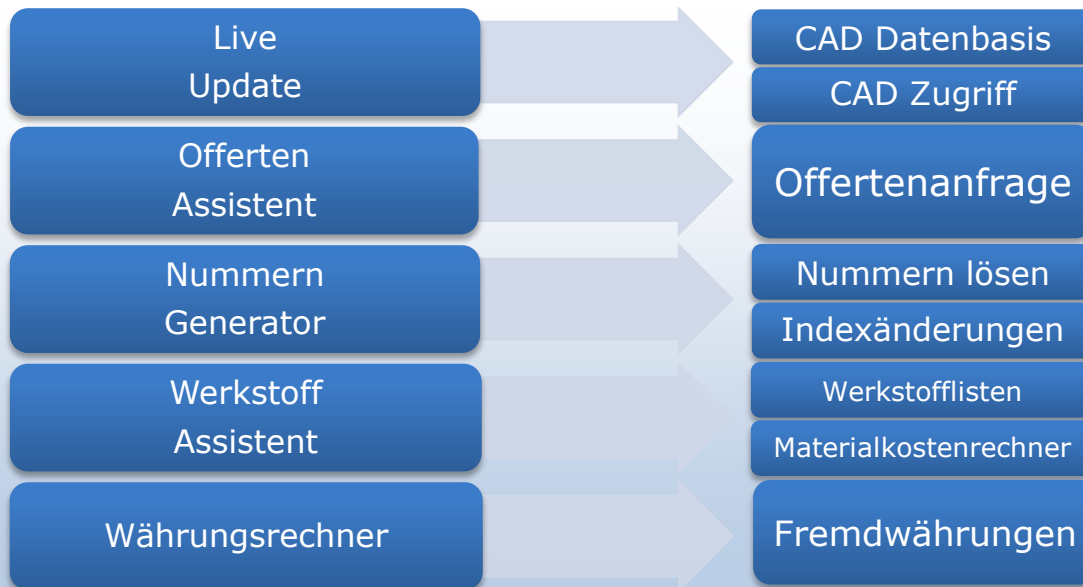 Live
Update
CAD Datenbasis
CAD Zugriff
Offerten
Assistent
Offertenanfrage
Nummern
Generator
Nummern lösen
Indexänderungen
Werkstoff
Assistent
Werkstofflisten
Materialkostenrechner
Währungsrechner
Fremdwährungen